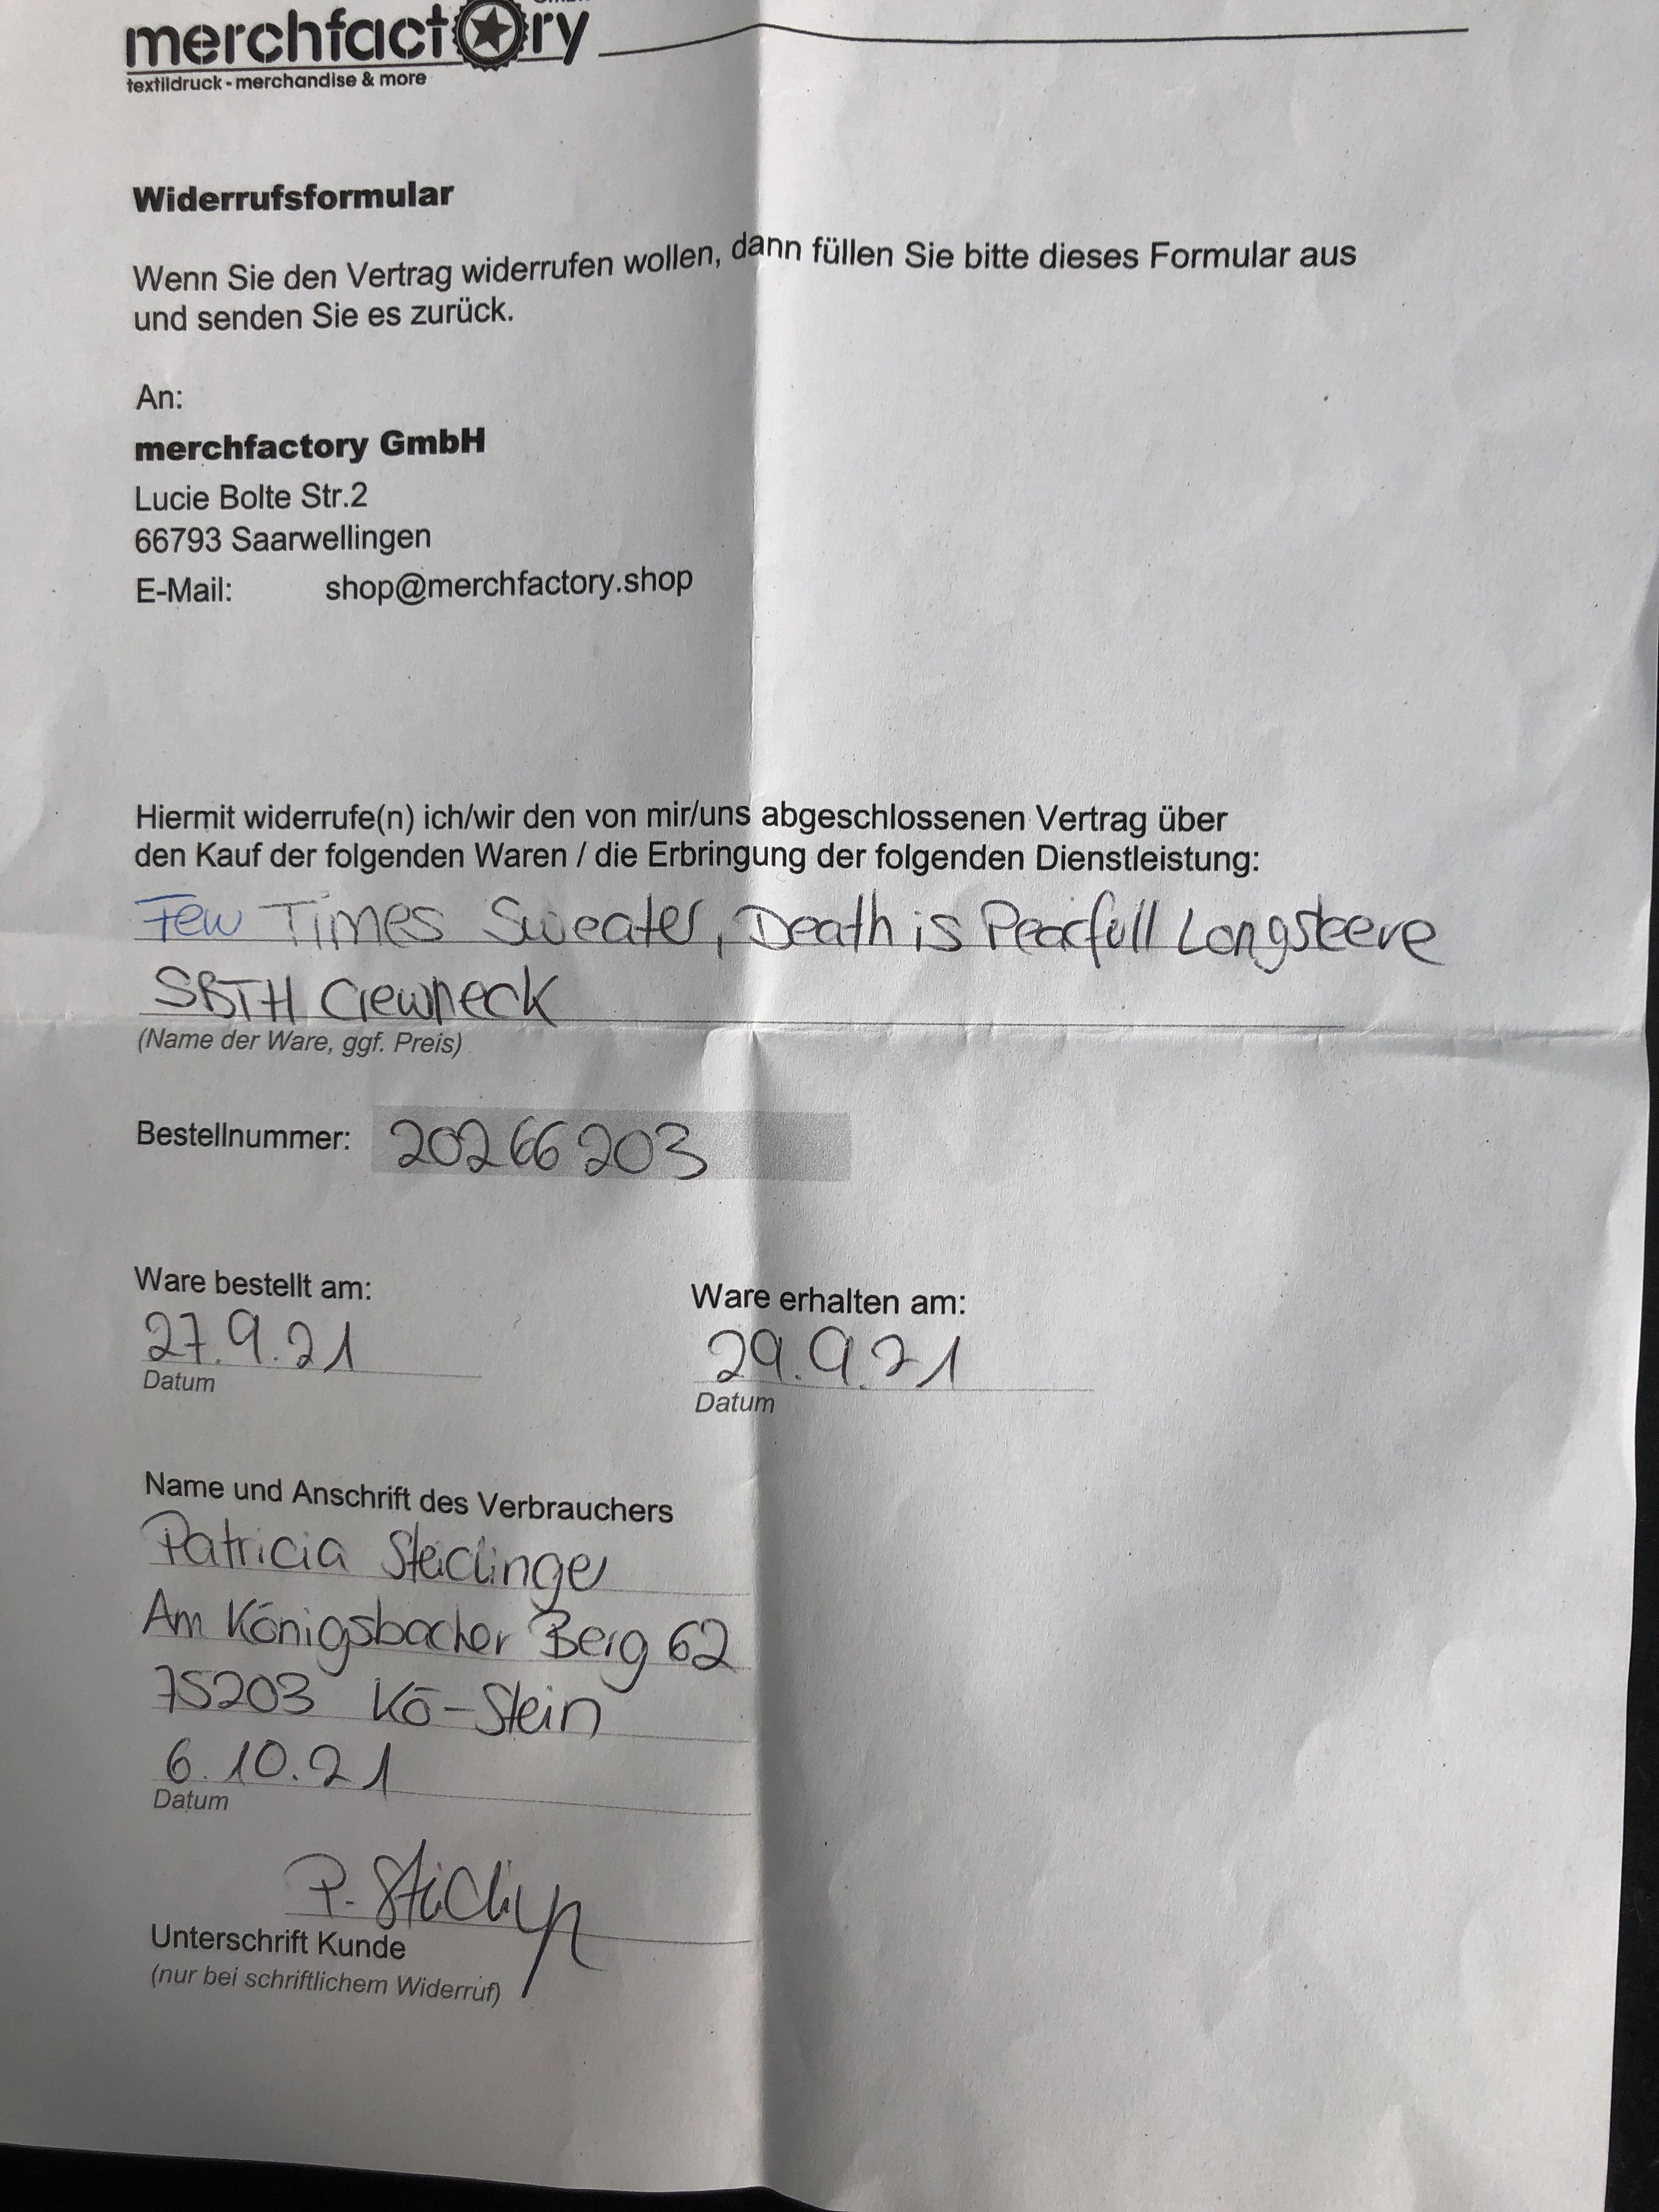 merchfactory
textildruck - merchandise & more
Widerrufsformular
Wenn Sie den Vertrag widerrufen wollen, dann füllen Sie bitte dieses Formular aus
und senden Sie es zurück.
An:
merchfactory GmbH
Lucie Bolte Str.2
66793 Saarwellingen
E-Mail: shop@merchfactory.shop
Hiermit widerrufe(n) ich/wir den von mir/uns abgeschlossenen Vertrag über
den Kauf der folgenden Waren / die Erbringung der folgenden Dienstleistung:
Few Times Sweater, Death is Peacfull Longsleeve
SBTH Crewneck
(Name der Ware, ggf. Preis)
Bestellnummer: 20266203
Ware bestellt am: Ware erhalten am:
27.9.21 29.9.21
Datum Datum
Name und Anschrift des Verbrauchers
Patricia Steidinger
Am Königsbacher Berg 62
75203 Kö-Stein
6.10.21
Datum
P.
Unterschrift Kunde
(nur bei schriftlichem Widerruf)